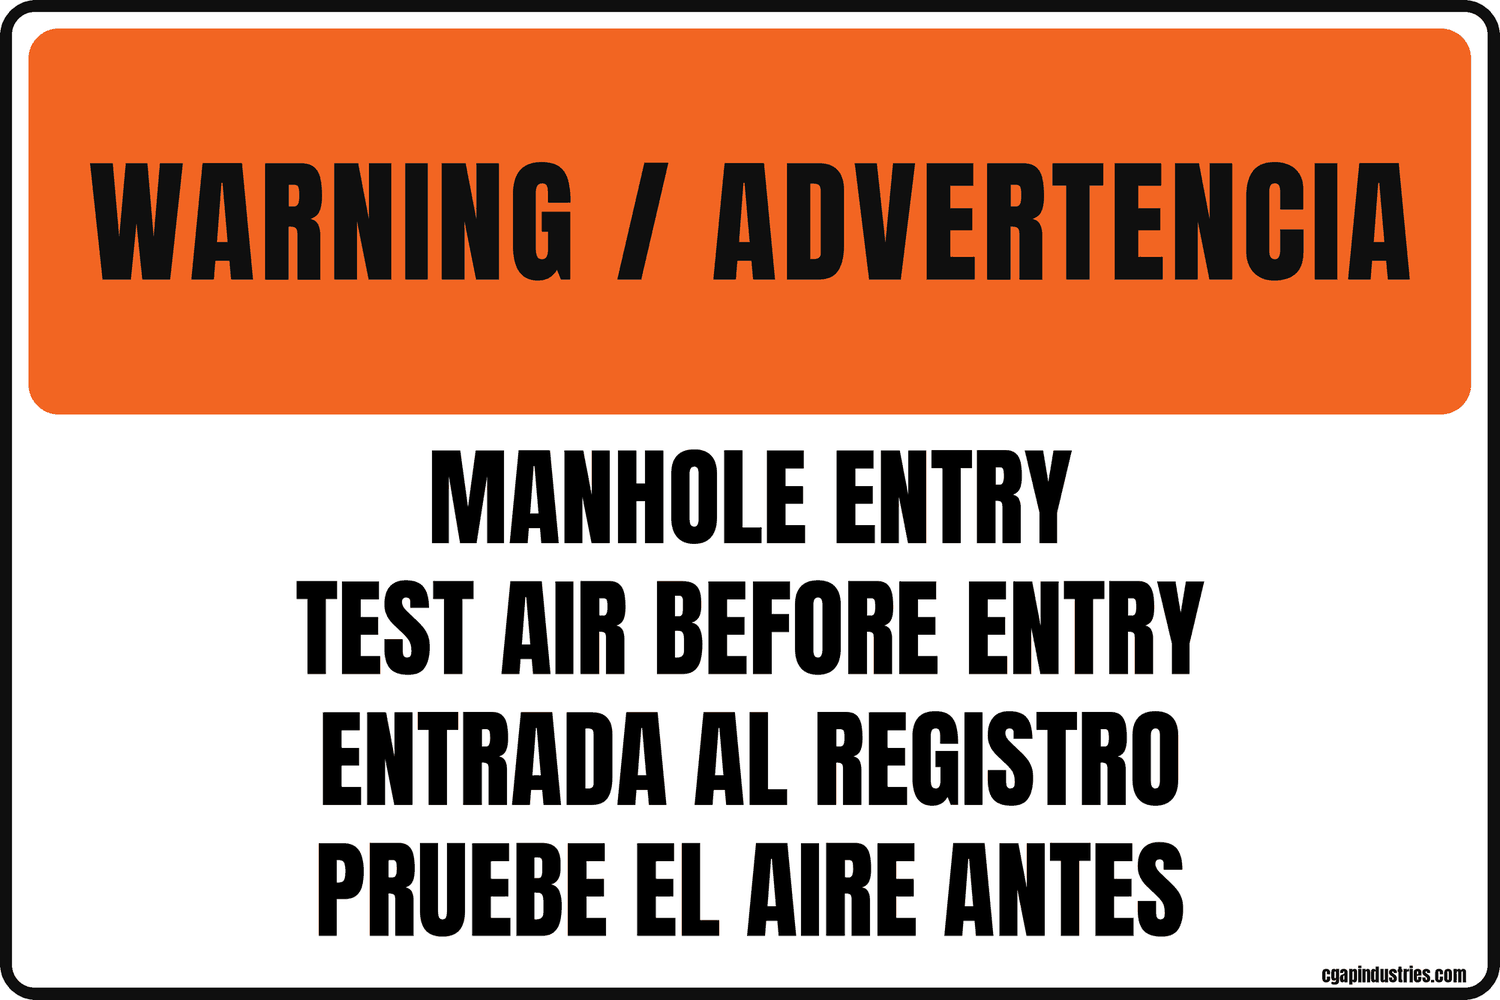 WARNING / ADVERTENCIA
MANHOLE ENTRY
TEST AIR BEFORE ENTRY
ENTRADA AL REGISTRO
PRUEBE EL AIRE ANTES
cgapindustries.com